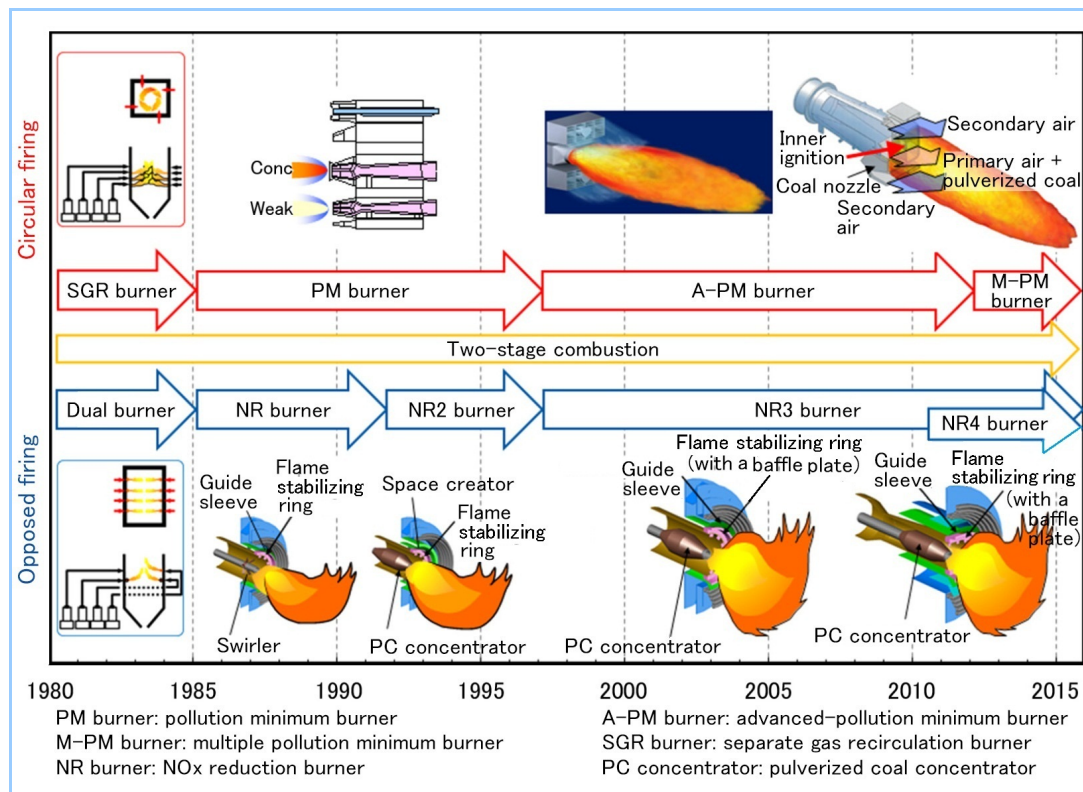 Circular firing
Conc
Weak
Secondary air
Inner
ignition
Primary air +
pulverized coal
Coal nozzle
Secondary
air
SGR burner
PM burner
A-PM burner
M-PM
burner
Two-stage combustion
Dual burner
NR burner
NR2 burner
NR3 burner
NR4 burner
Opposed firing
Guide
sleeve
Flame
stabilizing
ring
Swirler
Space creator
Flame
stabilizing
ring
PC concentrator
Guide
sleeve
Flame stabilizing ring
(with a baffle plate)
PC concentrator
Guide
sleeve
Flame
stabilizing ring
(with a
baffle
plate)
PC concentrator
1980 1985 1990 1995 2000 2005 2010 2015
PM burner: pollution minimum burner
M-PM burner: multiple pollution minimum burner
NR burner: NOx reduction burner
A-PM burner: advanced-pollution minimum burner
SGR burner: separate gas recirculation burner
PC concentrator: pulverized coal concentrator